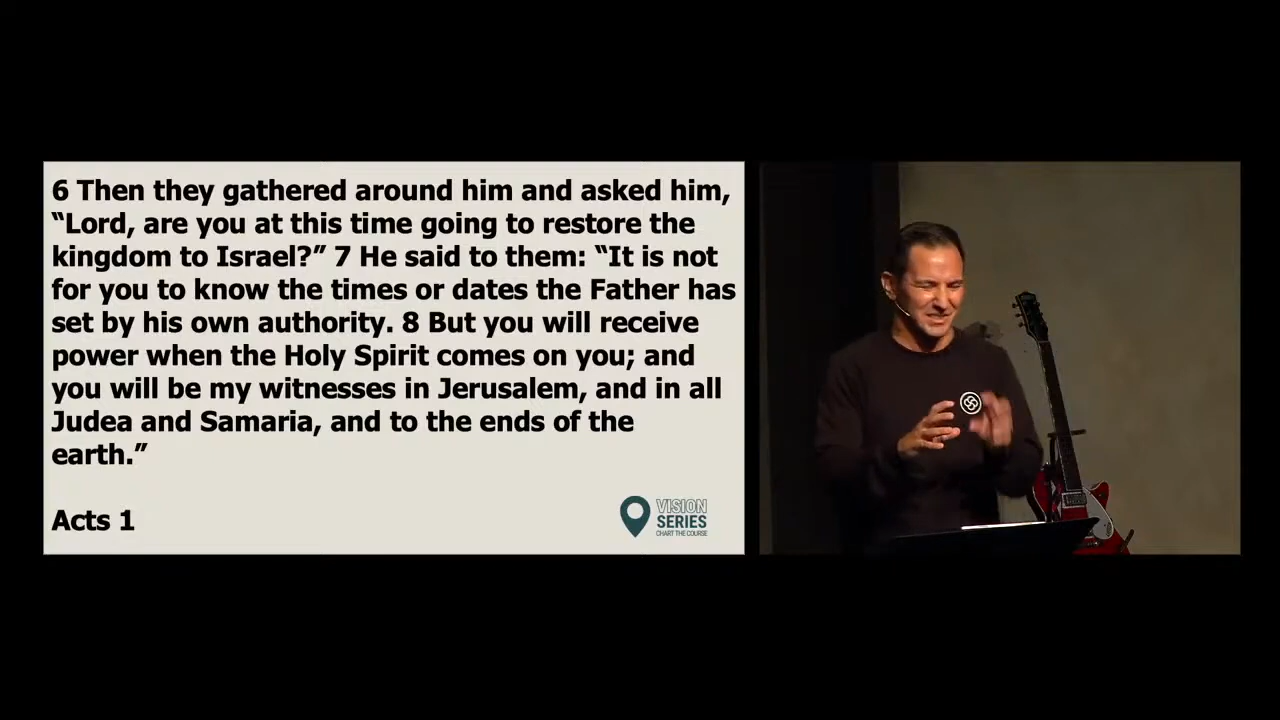 6 Then they gathered around him and asked him,
“Lord, are you at this time going to restore the
kingdom to Israel?” 7 He said to them: “It is not
for you to know the times or dates the Father has
set by his own authority. 8 But you will receive
power when the Holy Spirit comes on you; and
you will be my witnesses in Jerusalem, and in all
Judea and Samaria, and to the ends of the
earth.”
Acts 1
VISION
SERIES
CHART THE COURSE